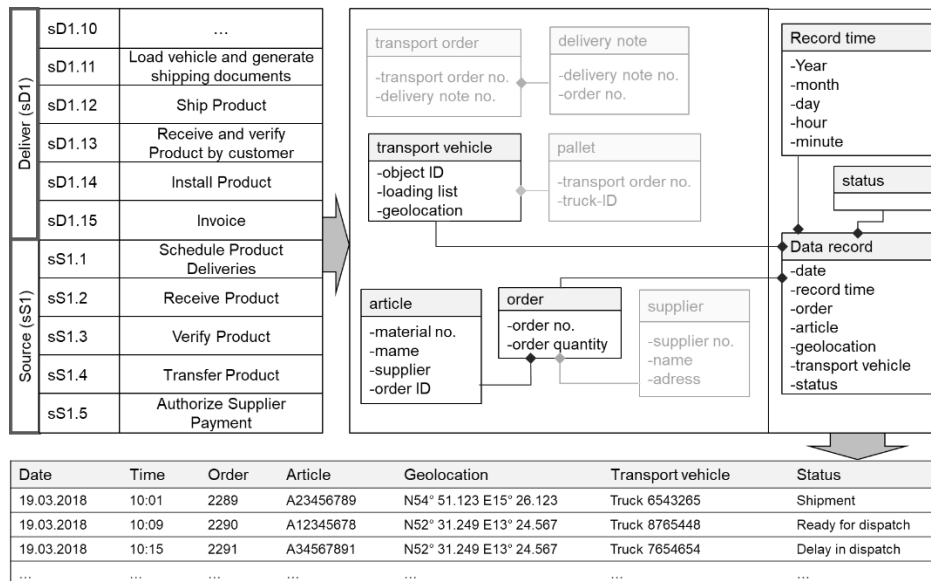 Deliver (sD1)
sD1.10 …
sD1.11 Load vehicle and generate
shipping documents
sD1.12 Ship Product
sD1.13 Receive and verify
Product by customer
sD1.14 Install Product
sD1.15 Invoice
Source (sS1)
sS1.1 Schedule Product
Deliveries
sS1.2 Receive Product
sS1.3 Verify Product
sS1.4 Transfer Product
sS1.5 Authorize Supplier
Payment
transport order
-transport order no.
-delivery note no.
delivery note
-delivery note no.
-order no.
transport vehicle
-object ID
-loading list
-geolocation
pallet
-transport order no.
-truck-ID
article
-material no.
-mame
-supplier
-order ID
order
-order no.
-order quantity
supplier
-supplier no.
-name
-adress
Record time
-Year
-month
-day
-hour
-minute
status
Data record
-date
-record time
-order
-article
-geolocation
-transport vehicle
-status
Date Time Order Article Geolocation Transport vehicle Status
19.03.2018 10:01 2289 A23456789 N54° 51.123 E15° 26.123 Truck 6543265 Shipment
19.03.2018 10:09 2290 A12345678 N52° 31.249 E13° 24.567 Truck 8765448 Ready for dispatch
19.03.2018 10:15 2291 A34567891 N52° 31.249 E13° 24.567 Truck 7654654 Delay in dispatch
… … … … … … …